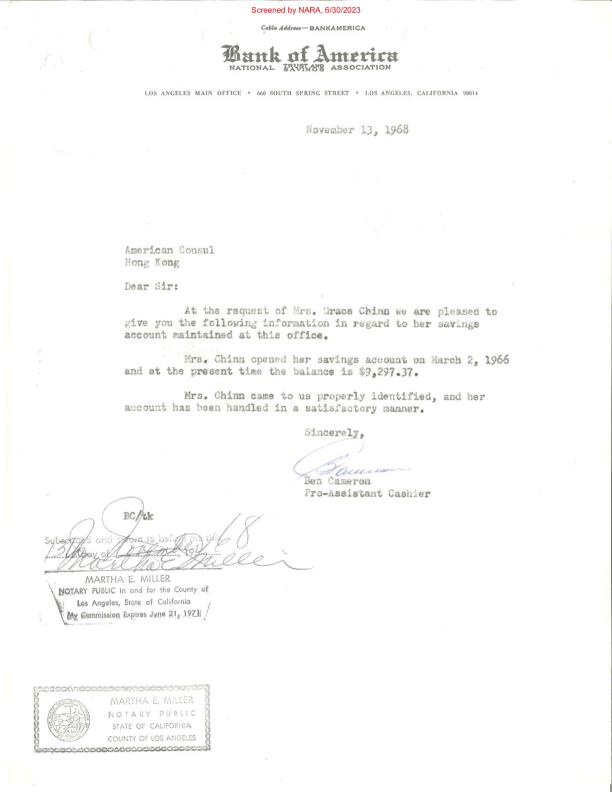 Screened by NARA, 6/30/2023
Cable Address—BANKAMERICA
Bank of America
NATIONAL TRUST AND SAVINGS ASSOCIATION
LOS ANGELES MAIN OFFICE • 660 SOUTH SPRING STREET • LOS ANGELES, CALIFORNIA 90014
November 13, 1968
American Consul
Hong Kong
Dear Sir:
At the request of Mrs. Grace Chinn we are pleased to
give you the following information in regard to her savings
account maintained at this office.
Mrs. Chinn opened her savings account on March 2, 1966
and at the present time the balance is $9,297.37.
Mrs. Chinn came to us properly identified, and her
account has been handled in a satisfactory manner.
Sincerely,
Ben Cameron
Pro-Assistant Cashier
BC/tk
Subscribed and sworn to before me this
13th day of November, 1968
Martha E. Miller
MARTHA E. MILLER
NOTARY PUBLIC in and for the County of
Los Angeles, State of California
My Commission Expires June 21, 1971
MARTHA E. MILLER
NOTARY PUBLIC
STATE OF CALIFORNIA
COUNTY OF LOS ANGELES